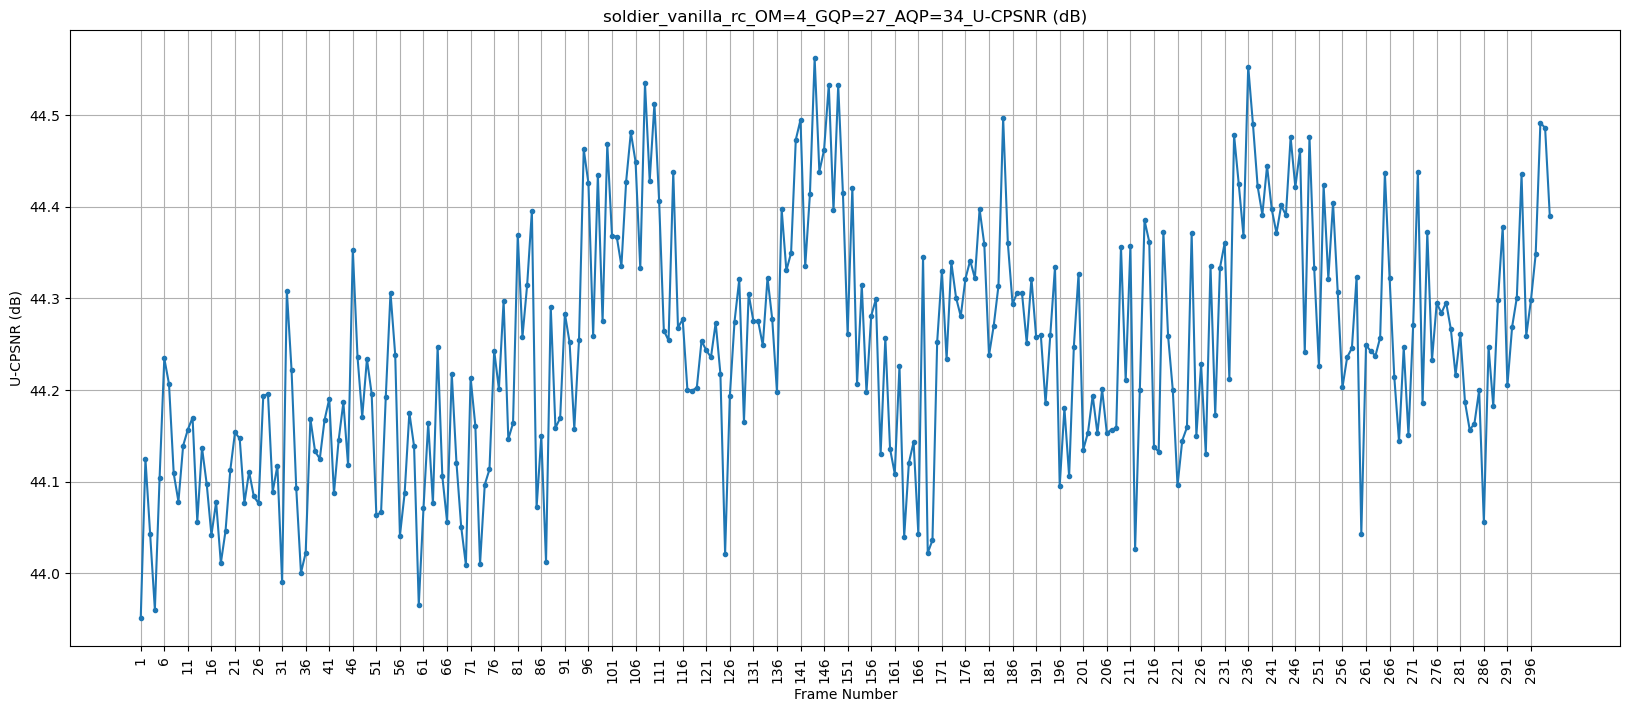 soldier_vanilla_rc_OM=4_GQP=27_AQP=34_U-CPSNR (dB)
U-CPSNR (dB)
44.5
44.4
44.3
44.2
44.1
44.0
1 6 11 16 21 26 31 36 41 46 51 56 61 66 71 76 81 86 91 96 101 106 111 116 121 126 131 136 141 146 151 156 161 166 171 176 181 186 191 196 201 206 211 216 221 226 231 236 241 246 251 256 261 266 271 276 281 286 291 296
Frame Number